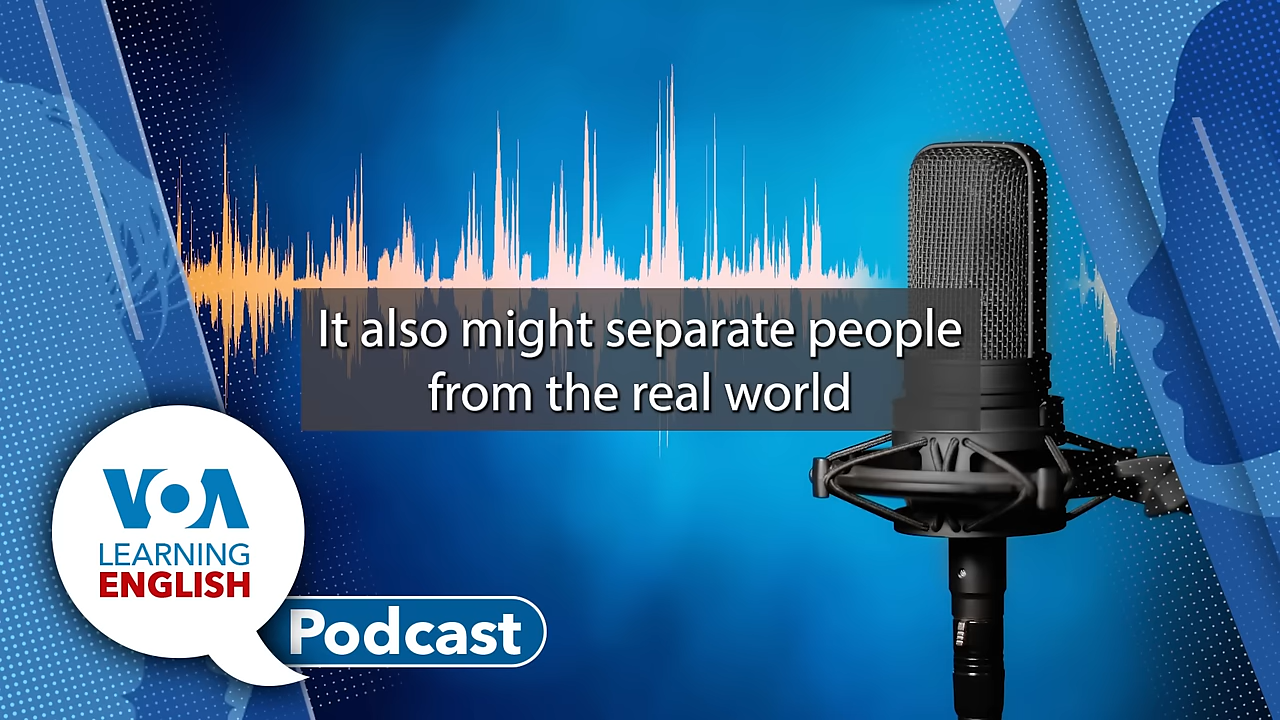 It also might separate people
from the real world
VOA
LEARNING
ENGLISH
Podcast